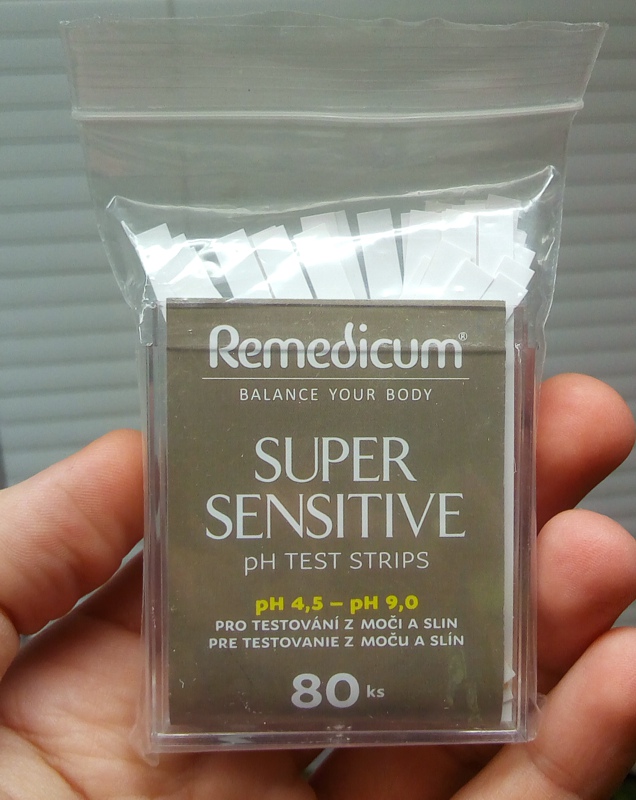 Remedicum®
BALANCE YOUR BODY
SUPER
SENSITIVE
pH TEST STRIPS
pH 4,5 – pH 9,0
PRO TESTOVÁNÍ Z MOČI A SLIN
PRE TESTOVANIE Z MOČU A SLÍN
80 ks